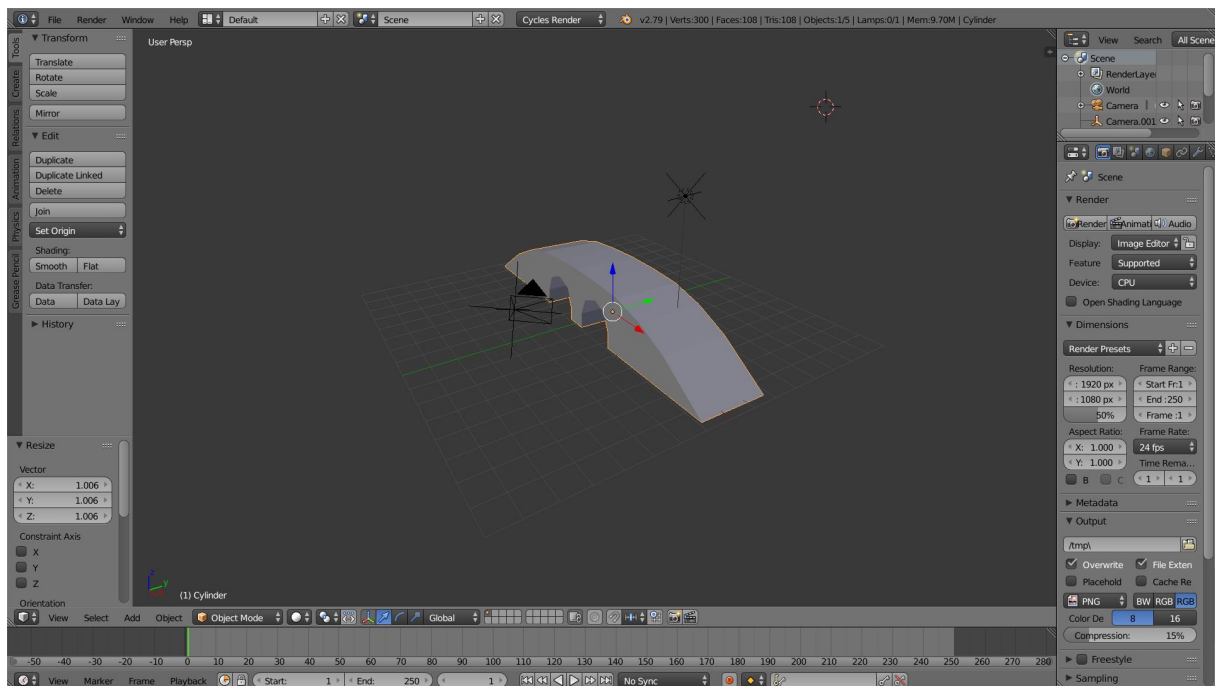 File Render Window Help Default Scene Cycles Render v2.79 | Verts:300 | Faces:108 | Tris:108 | Objects:1/5 | Lamps:0/1 | Mem:9.70M | Cylinder
Tools
Create
Relations
Animation
Physics
Grease Pencil
Transform
Translate
Rotate
Scale
Mirror
Edit
Duplicate
Duplicate Linked
Delete
Join
Set Origin
Shading:
Smooth Flat
Data Transfer:
Data Data Lay
History
Resize
Vector
X: 1.006
Y: 1.006
Z: 1.006
Constraint Axis
X
Y
Z
Orientation
User Persp
z
y
(1) Cylinder
View Search All Scene
Scene
RenderLaye
World
Camera
Camera.001
Scene
Render
Render Animati Audio
Display: Image Editor
Feature Supported
Device: CPU
Open Shading Language
Dimensions
Render Presets
Resolution: Frame Range:
: 1920 px Start Fr:1
: 1080 px End :250
50% Frame :1
Aspect Ratio: Frame Rate:
X: 1.000 24 fps
Y: 1.000 Time Rema...
B C 1 1
Metadata
Output
/tmp\
Overwrite File Exten
Placehold Cache Re
PNG BW RGB RGB
Color De 8 16
Compression: 15%
Freestyle
Sampling
View Select Add Object Object Mode Global
-50 -40 -30 -20 -10 0 10 20 30 40 50 60 70 80 90 100 110 120 130 140 150 160 170 180 190 200 210 220 230 240 250 260 270 280
View Marker Frame Playback Start: 1 End: 250 1 No Sync